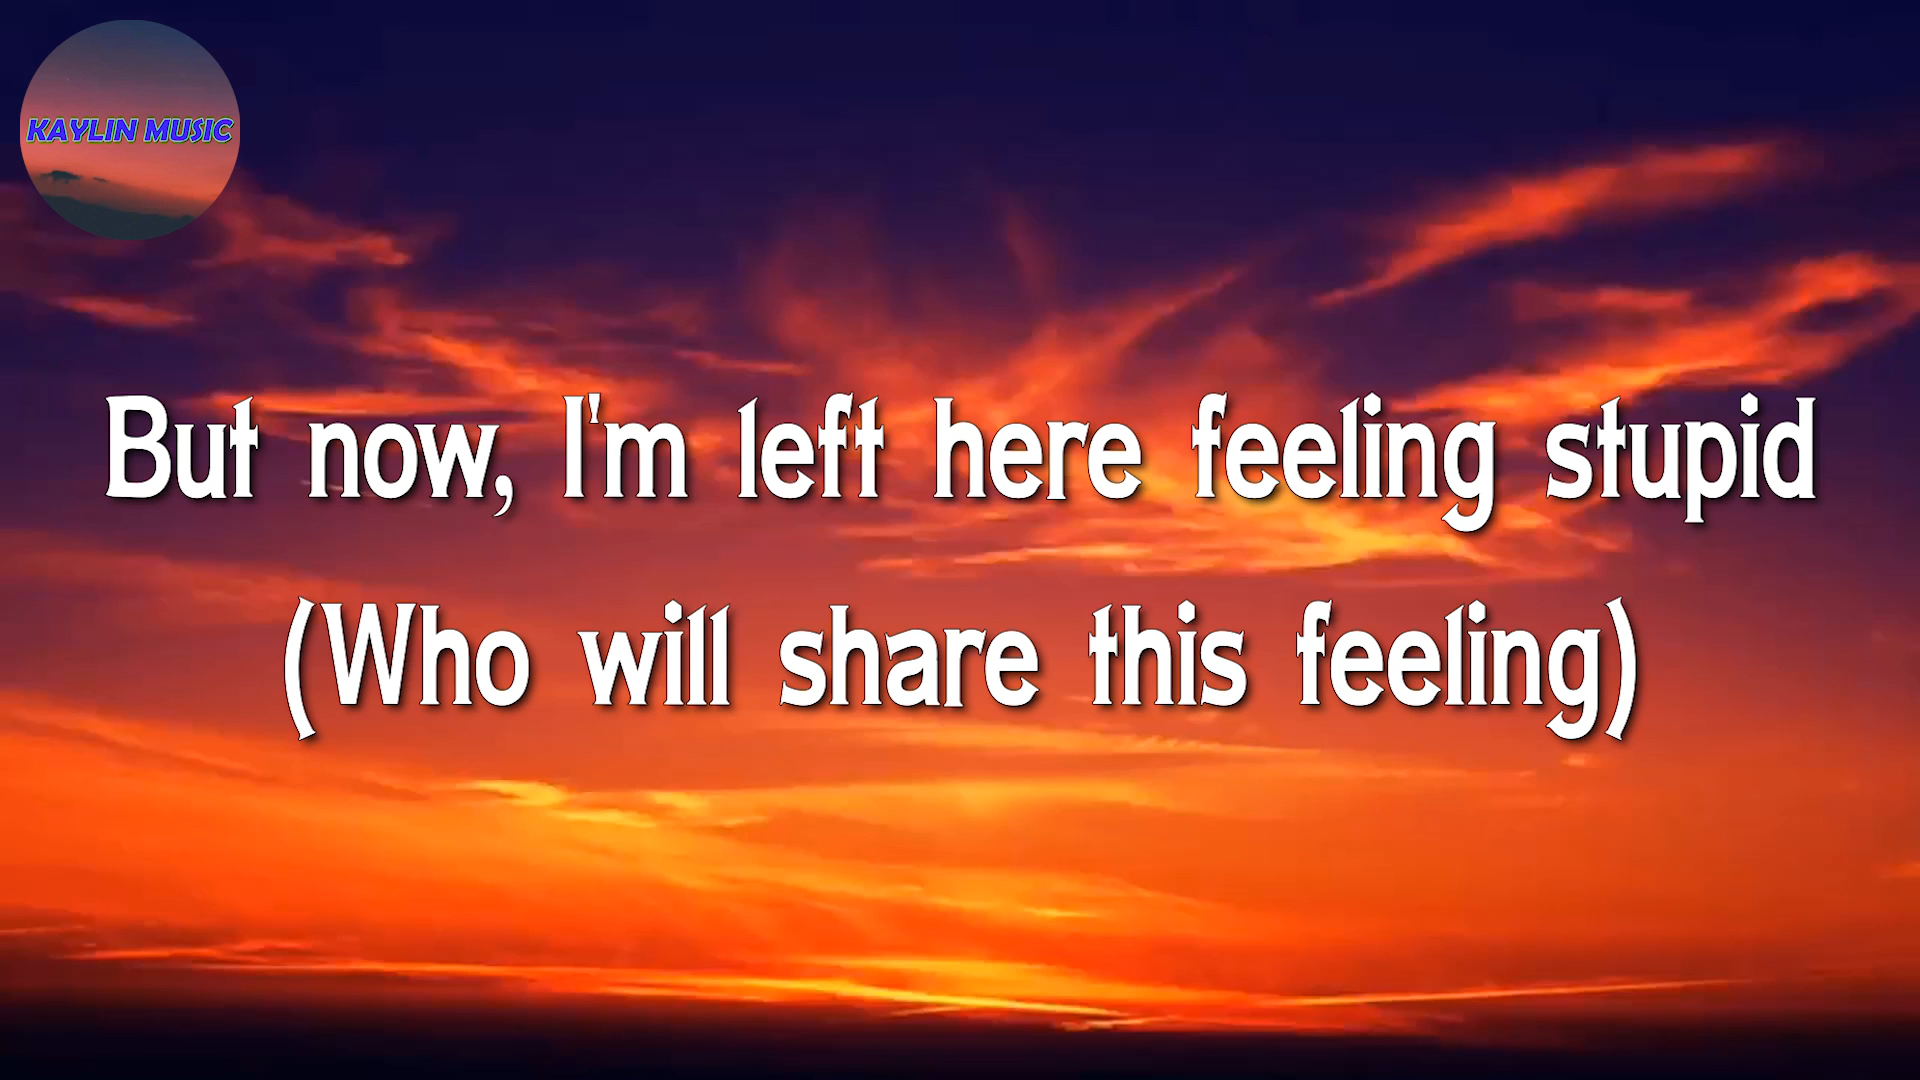 KAYLIN MUSIC
But now, I'm left here feeling stupid
(Who will share this feeling)